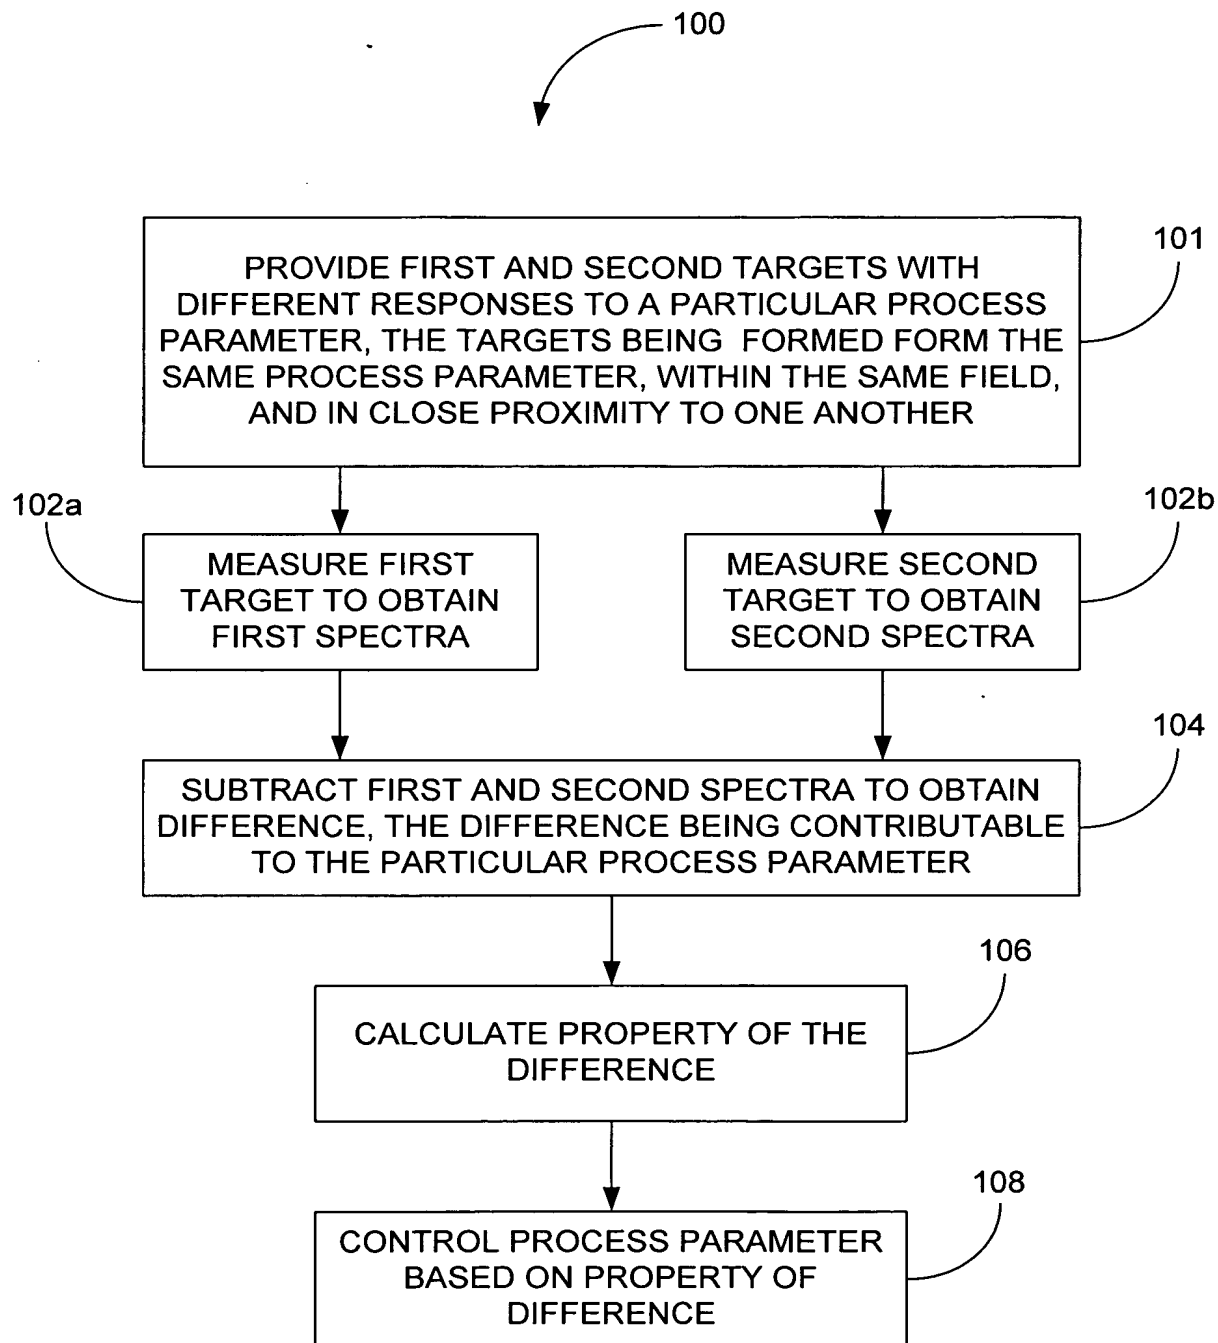 100
101
PROVIDE FIRST AND SECOND TARGETS WITH
DIFFERENT RESPONSES TO A PARTICULAR PROCESS
PARAMETER, THE TARGETS BEING FORMED FORM THE
SAME PROCESS PARAMETER, WITHIN THE SAME FIELD,
AND IN CLOSE PROXIMITY TO ONE ANOTHER
102a
MEASURE FIRST
TARGET TO OBTAIN
FIRST SPECTRA
102b
MEASURE SECOND
TARGET TO OBTAIN
SECOND SPECTRA
104
SUBTRACT FIRST AND SECOND SPECTRA TO OBTAIN
DIFFERENCE, THE DIFFERENCE BEING CONTRIBUTABLE
TO THE PARTICULAR PROCESS PARAMETER
106
CALCULATE PROPERTY OF THE
DIFFERENCE
108
CONTROL PROCESS PARAMETER
BASED ON PROPERTY OF
DIFFERENCE